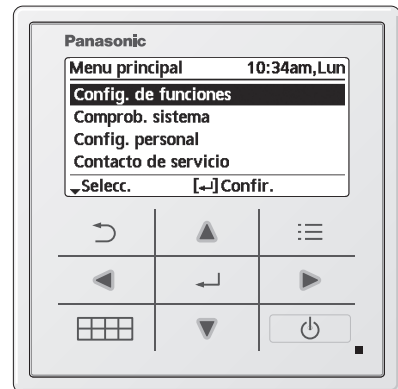 Panasonic
Menu principal 10:34am,Lun
Config. de funciones
Comprob. sistema
Config. personal
Contacto de servicio
Selecc. [↵]Confir.